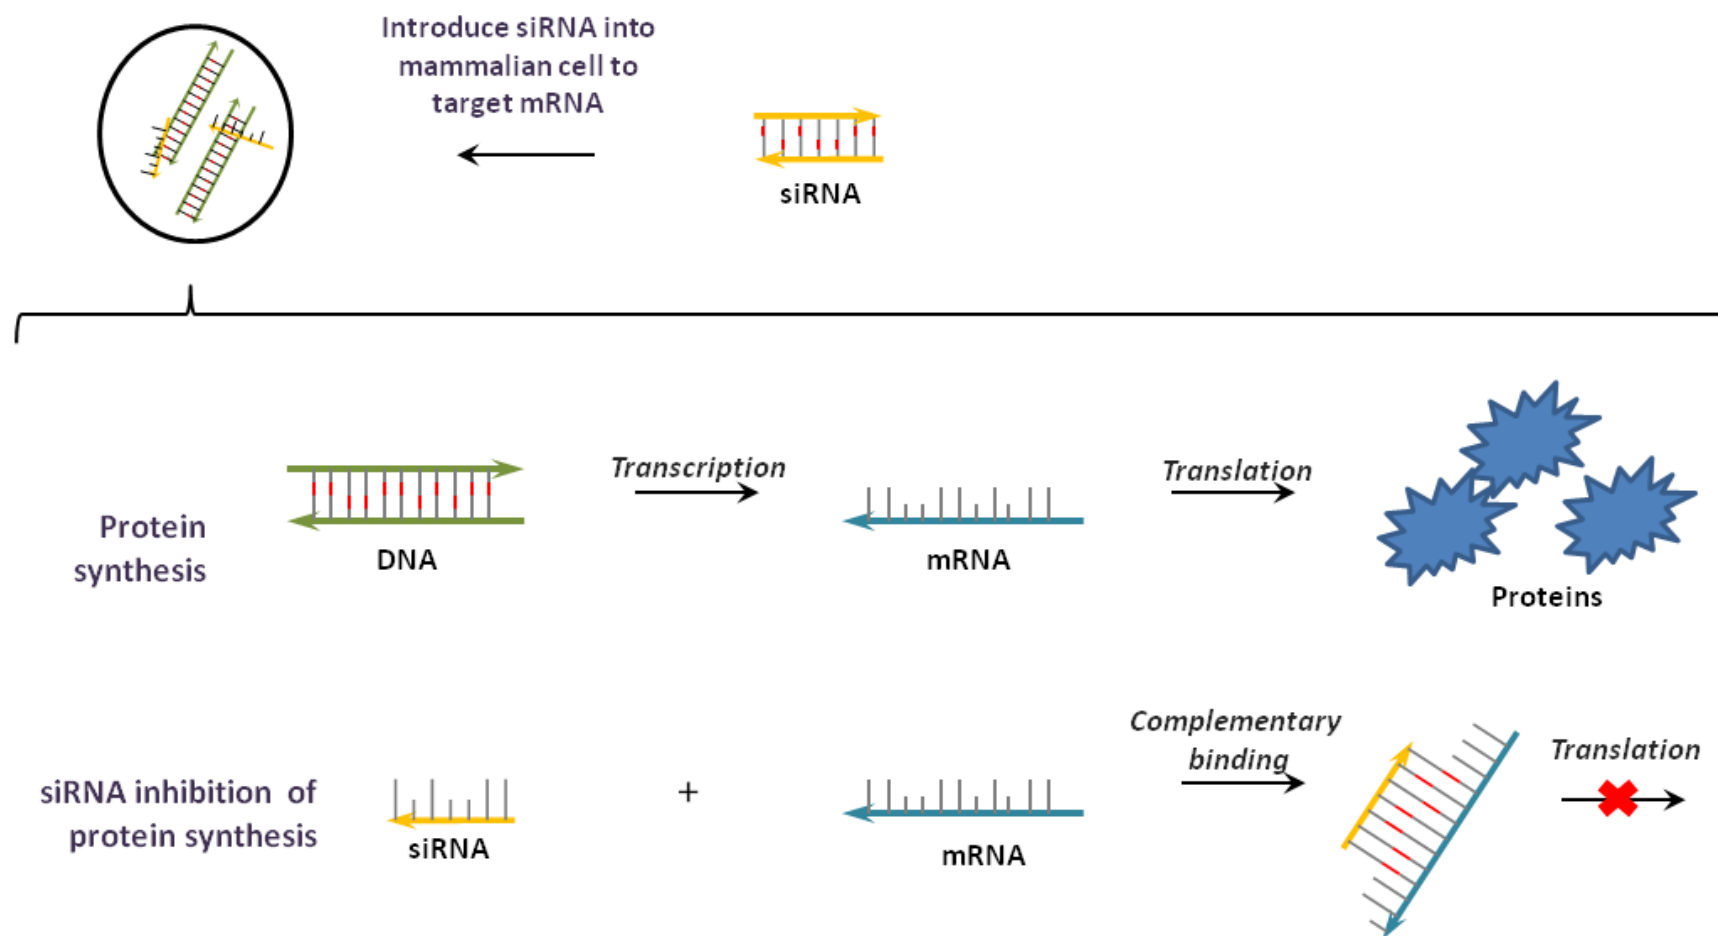 Introduce siRNA into
mammalian cell to
target mRNA
siRNA
Protein
synthesis
DNA
Transcription
mRNA
Translation
Proteins
siRNA inhibition of
protein synthesis
siRNA
+
mRNA
Complementary
binding
Translation